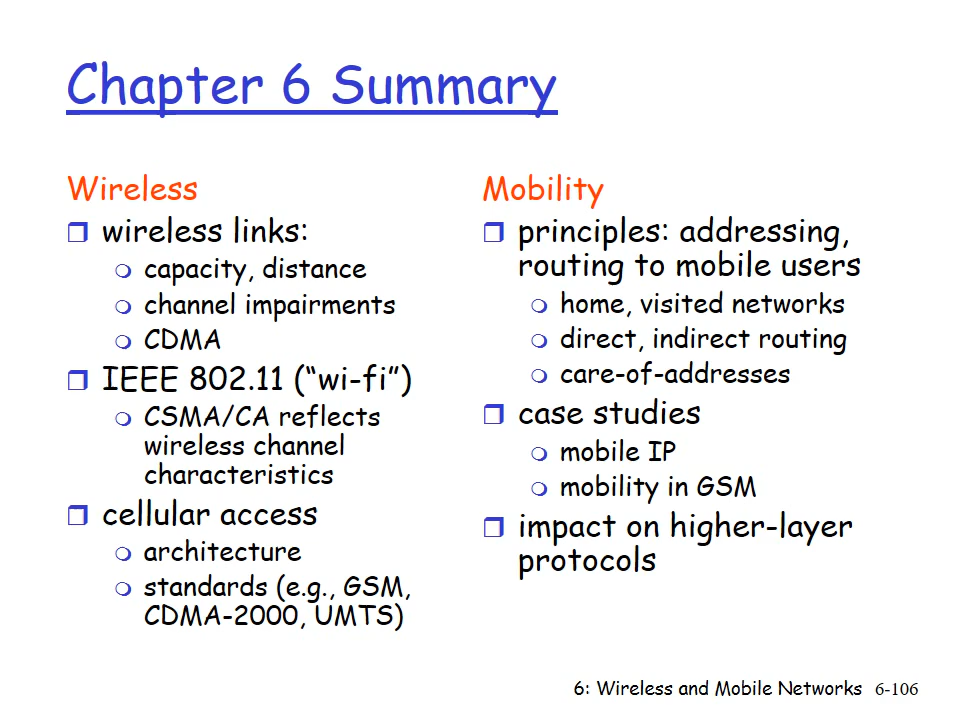 Chapter 6 Summary
Wireless
wireless links:
capacity, distance
channel impairments
CDMA
IEEE 802.11 (“wi-fi”)
CSMA/CA reflects
wireless channel
characteristics
cellular access
architecture
standards (e.g., GSM,
CDMA-2000, UMTS)
Mobility
principles: addressing,
routing to mobile users
home, visited networks
direct, indirect routing
care-of-addresses
case studies
mobile IP
mobility in GSM
impact on higher-layer
protocols
6: Wireless and Mobile Networks 6-106